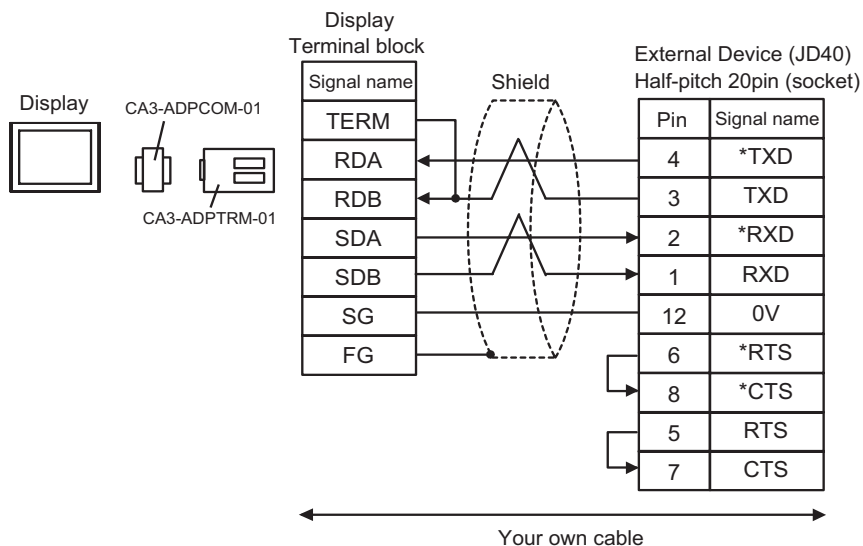 Display
Terminal block
External Device (JD40)
Half-pitch 20pin (socket)
Display
CA3-ADPCOM-01
CA3-ADPTRM-01
Shield
Signal name
TERM
RDA
RDB
SDA
SDB
SG
FG
Pin Signal name
4 *TXD
3 TXD
2 *RXD
1 RXD
12 0V
6 *RTS
8 *CTS
5 RTS
7 CTS
Your own cable